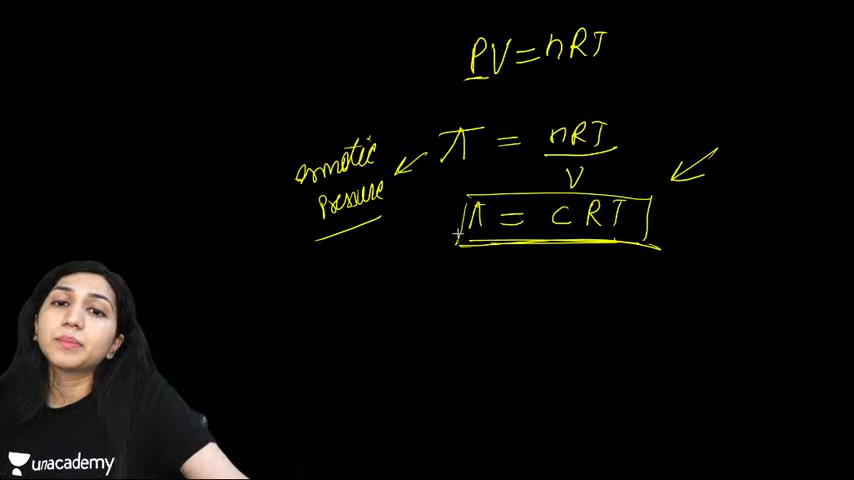 PV = nRT
π = nRT / V
osmotic
pressure
π = CRT
unacademy